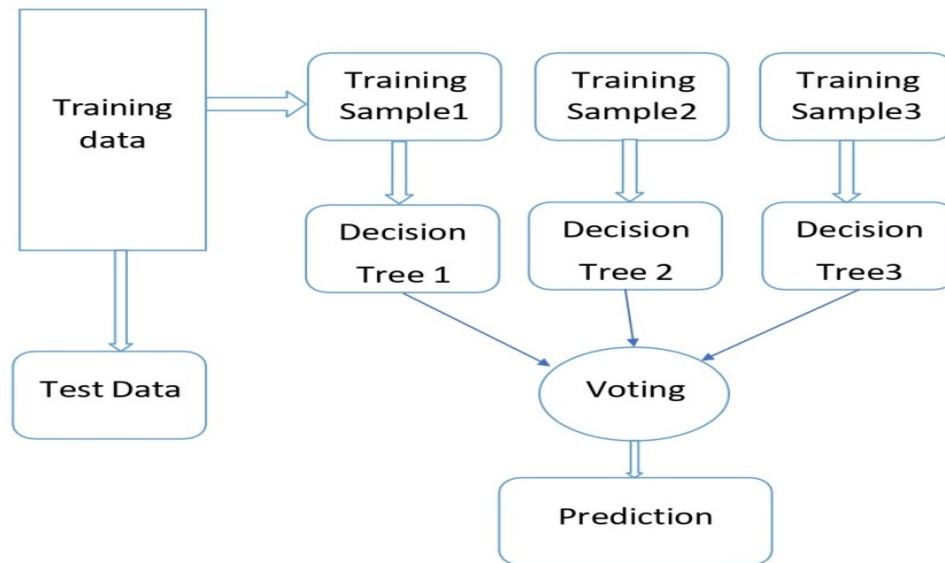 Training
data
Training
Sample1
Training
Sample2
Training
Sample3
Decision
Tree 1
Decision
Tree 2
Decision
Tree3
Test Data
Voting
Prediction